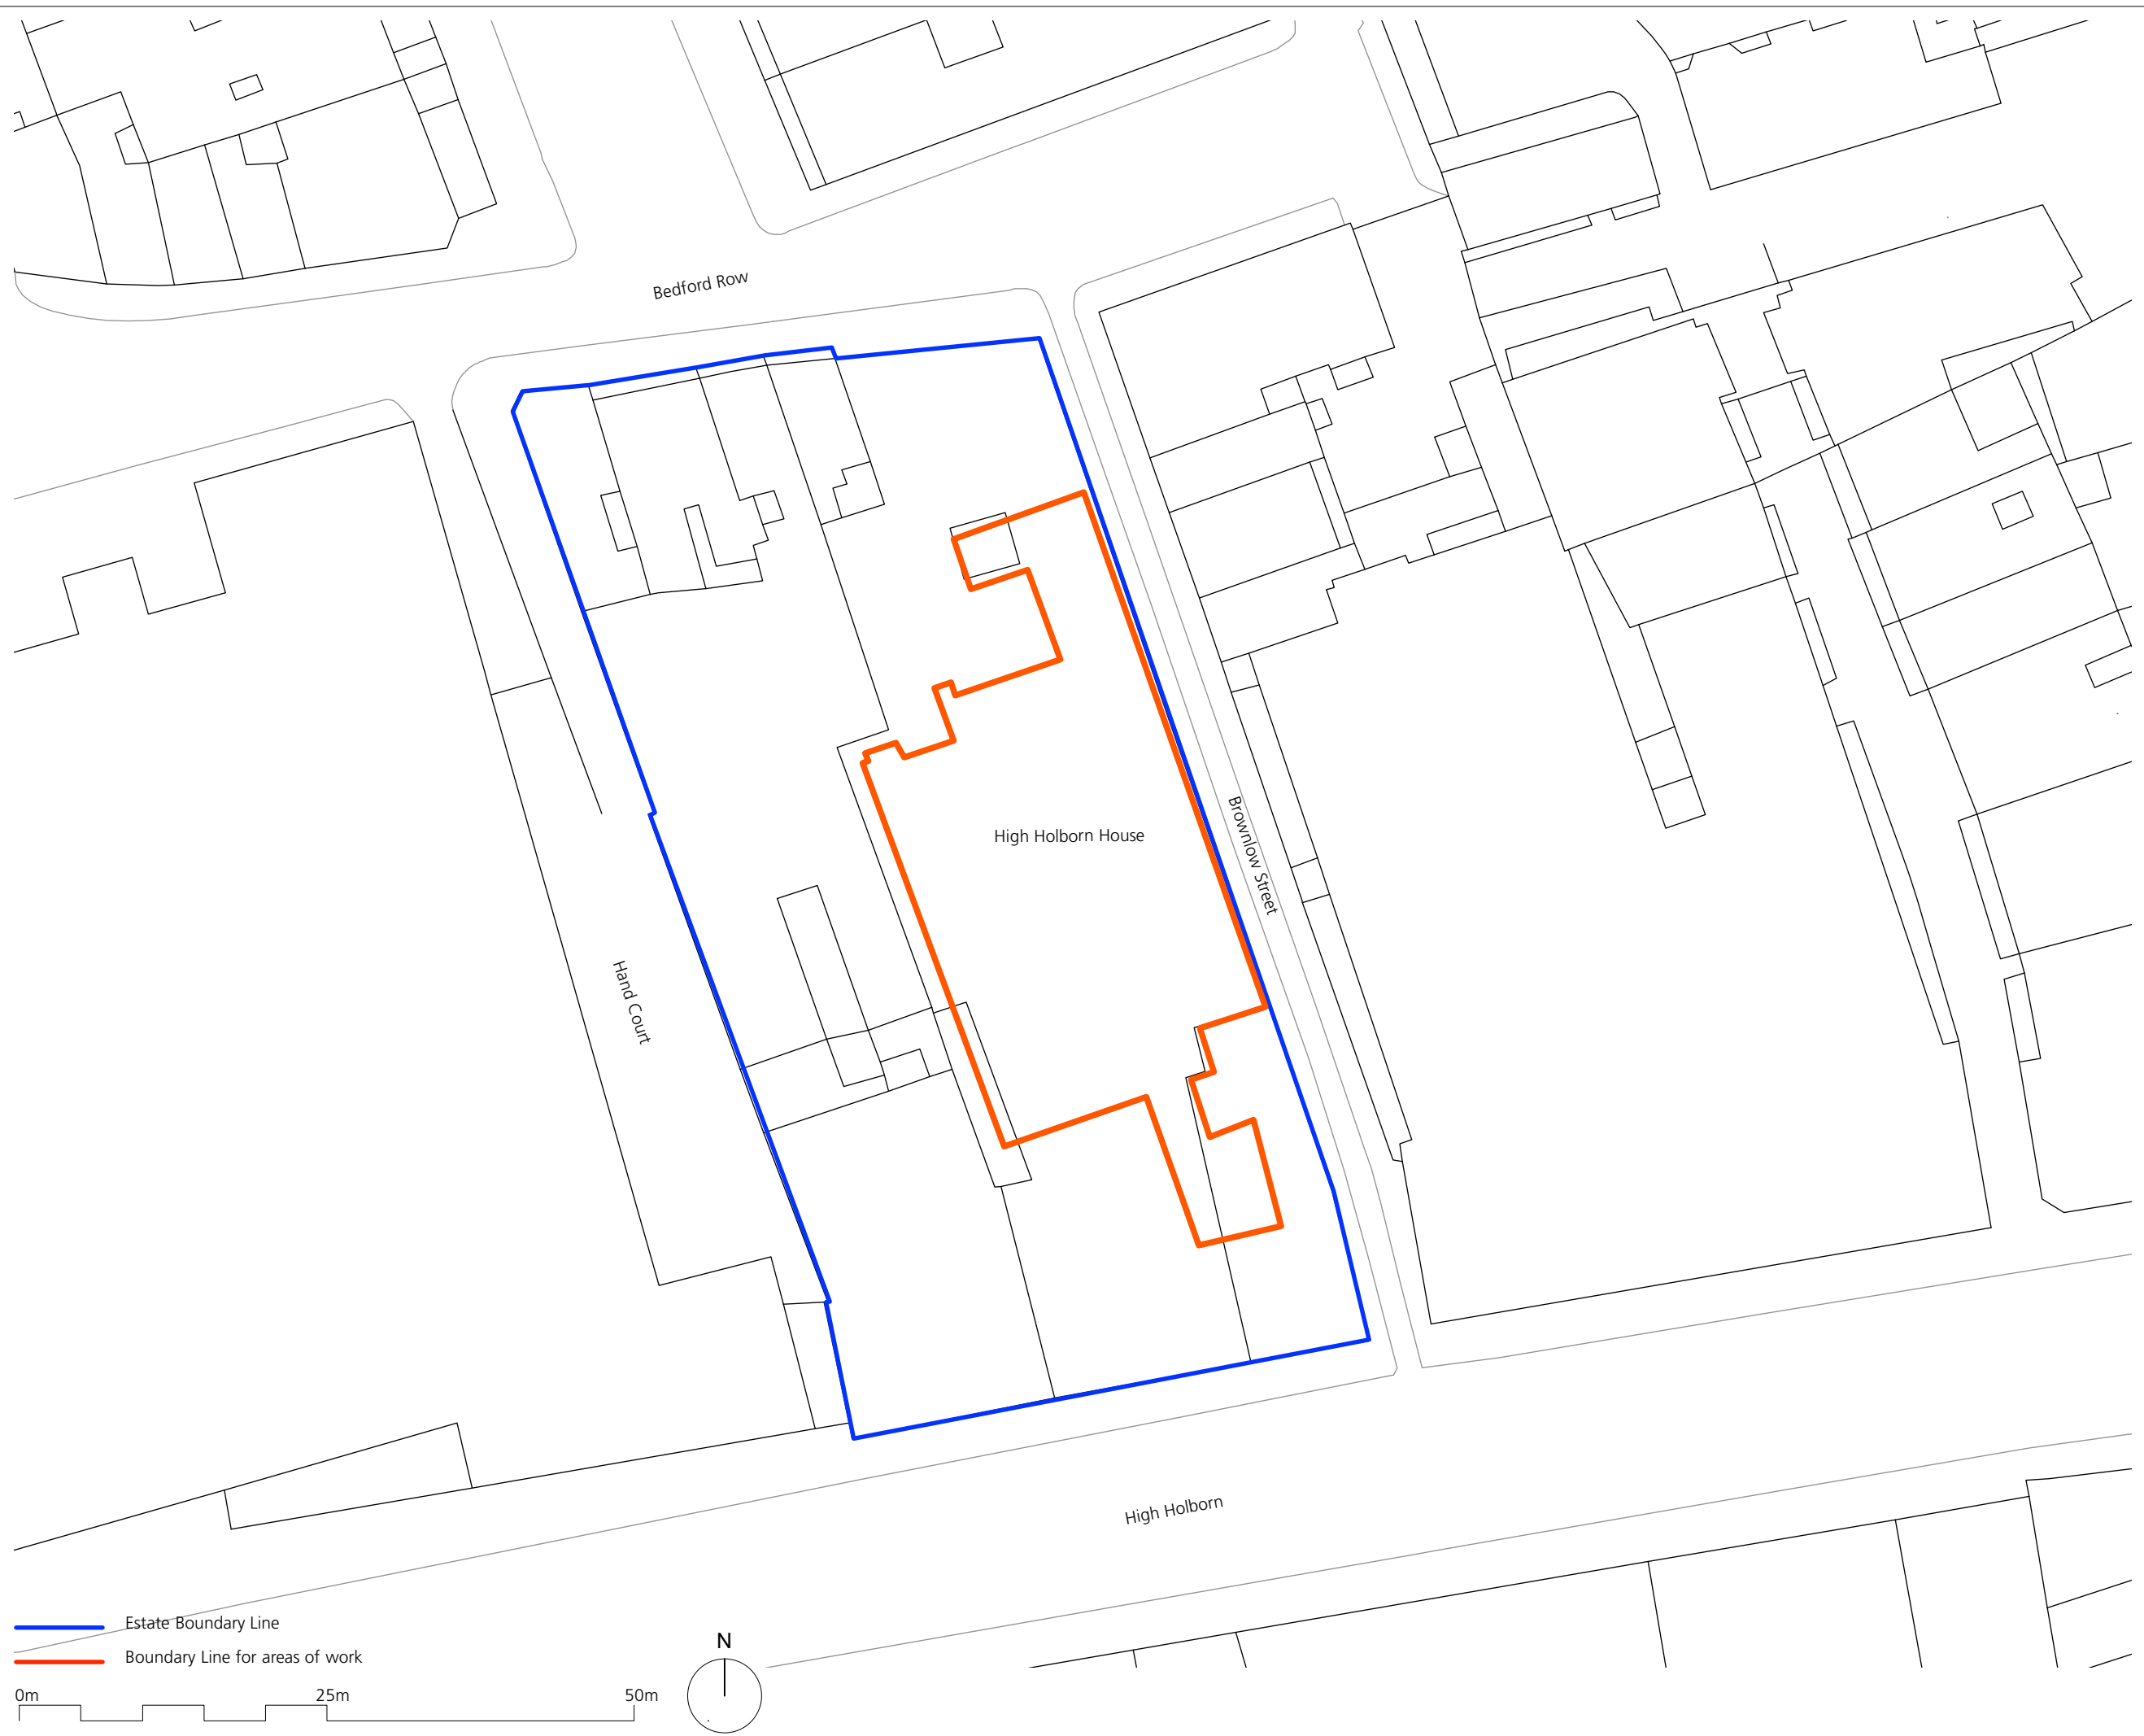 Bedford Row
High Holborn House
Brownlow Street
Hand Court
High Holborn
Estate Boundary Line
Boundary Line for areas of work
N
0m 25m 50m